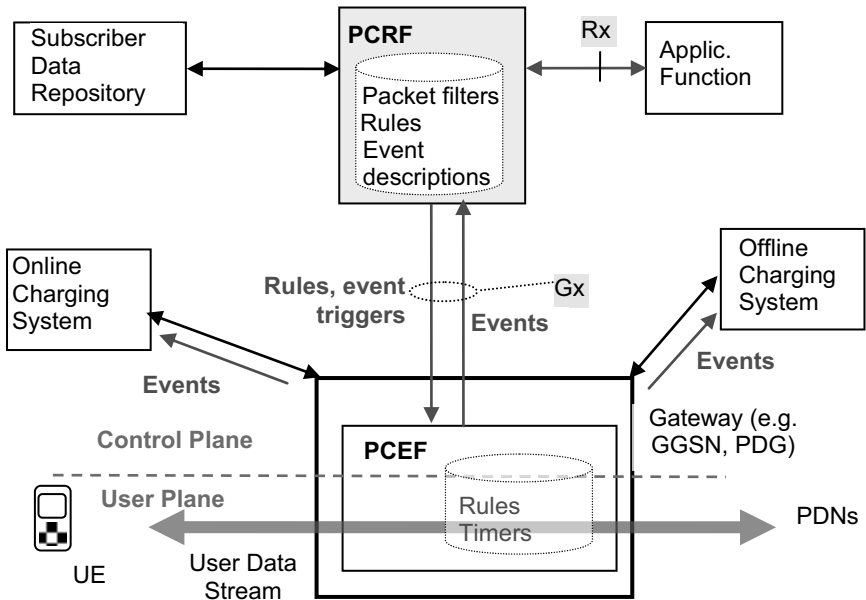 Subscriber
Data
Repository
PCRF
Packet filters
Rules
Event
descriptions
Rx
Applic.
Function
Online
Charging
System
Rules, event
triggers
Gx
Events
Offline
Charging
System
Events
Events
Control Plane
PCEF
Gateway (e.g.
GGSN, PDG)
User Plane
Rules
Timers
PDNs
UE
User Data
Stream